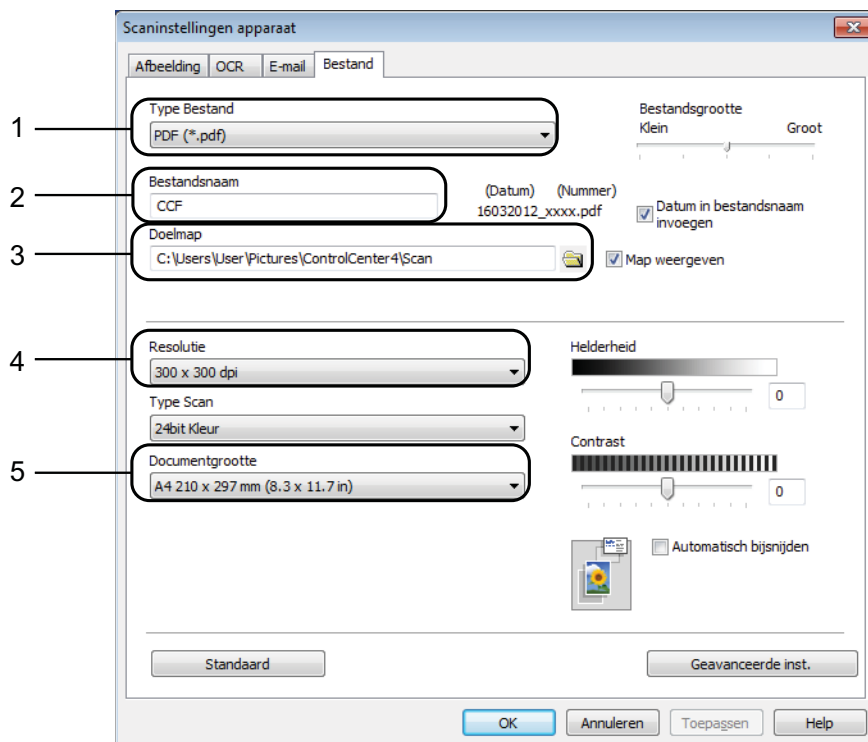 Scaninstellingen apparaat
Afbeelding OCR E-mail Bestand
1
Type Bestand
PDF (*.pdf)
Bestandsgrootte
Klein Groot
2
Bestandsnaam
CCF
(Datum) (Nummer)
16032012_xxxx.pdf
Datum in bestandsnaam
invoegen
3
Doelmap
C:\Users\User\Pictures\ControlCenter4\Scan
Map weergeven
4
Resolutie
300 x 300 dpi
Helderheid
0
Type Scan
24bit Kleur
Contrast
0
5
Documentgrootte
A4 210 x 297 mm (8.3 x 11.7 in)
Automatisch bijsnijden
Standaard
Geavanceerde inst.
OK Annuleren Toepassen Help